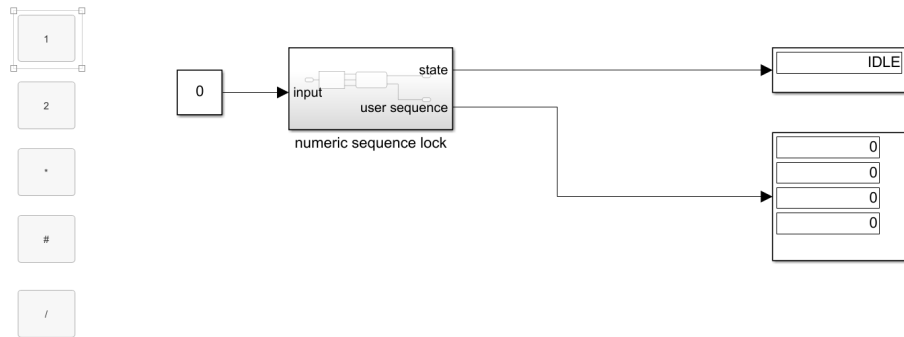 1
2
*
#
/
0
input
state
user sequence
numeric sequence lock
IDLE
0
0
0
0